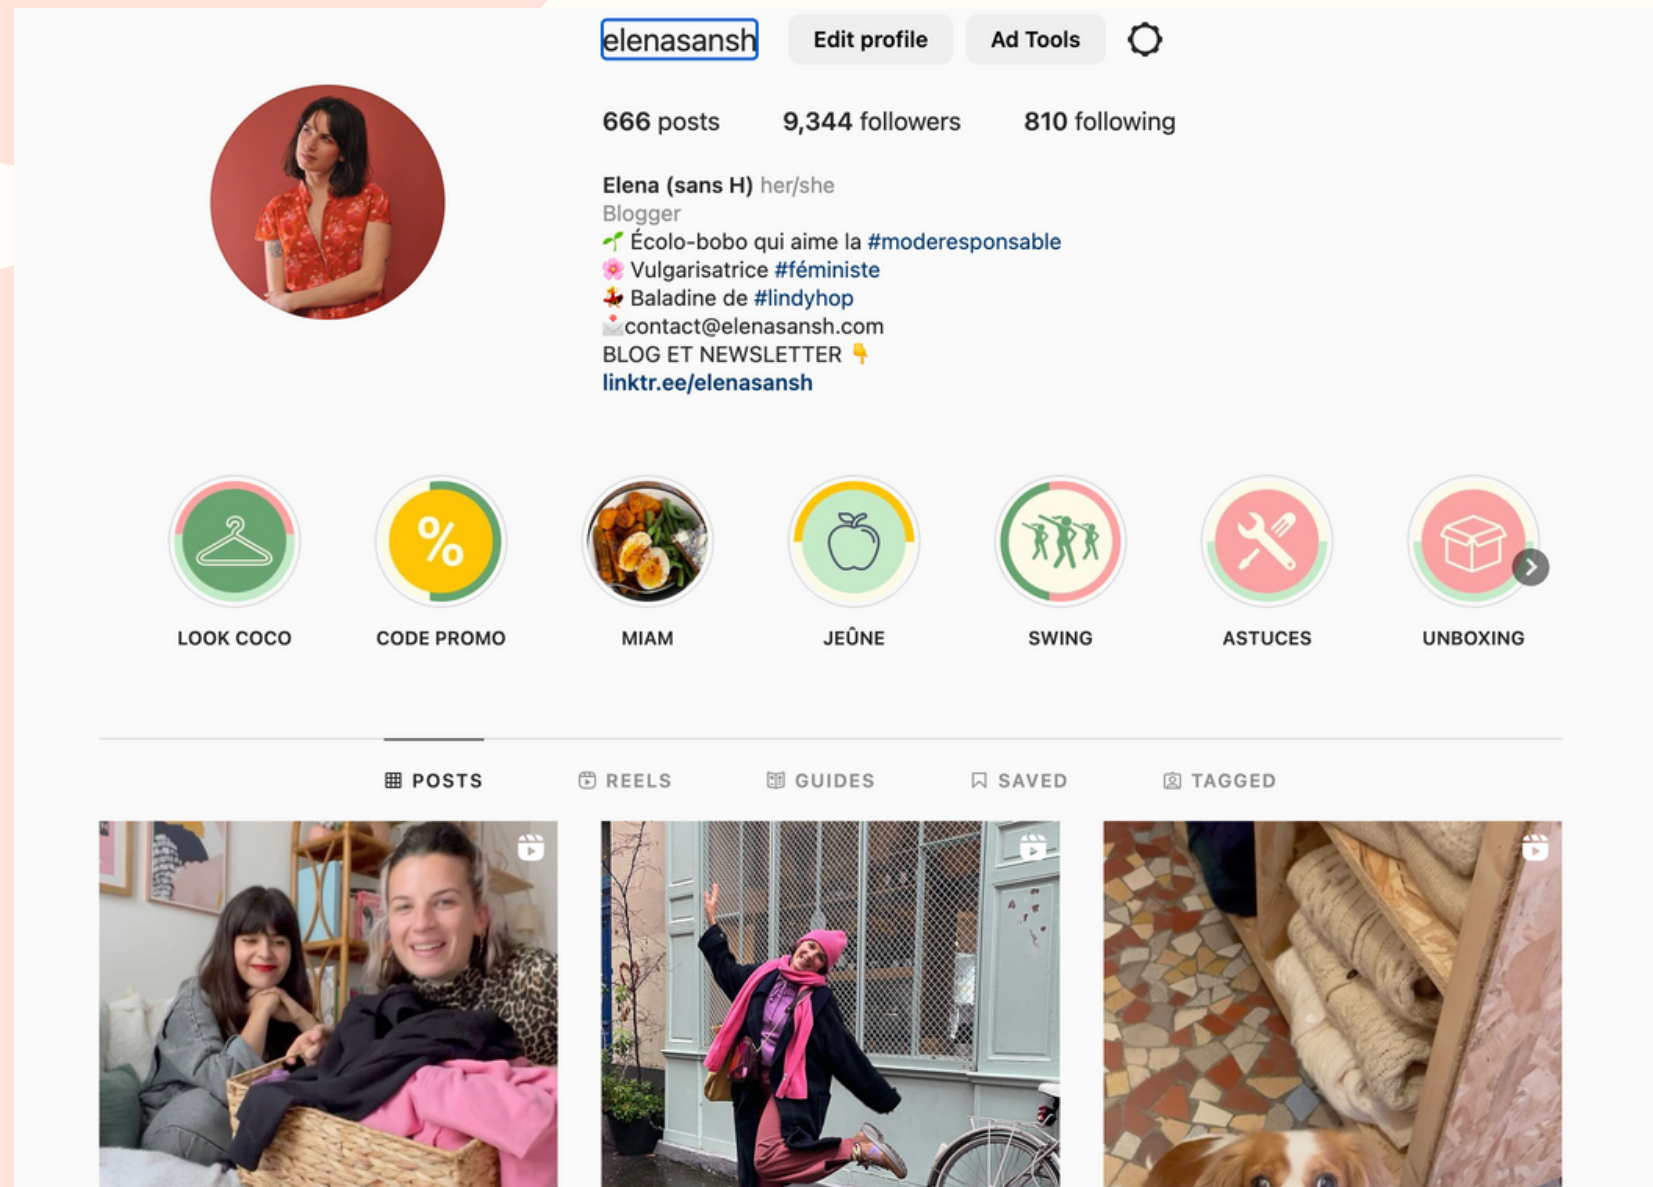 elenasansh Edit profile Ad Tools
666 posts 9,344 followers 810 following
Elena (sans H) her/she
Blogger
🌱 Écolo-bobo qui aime la #moderesponsable
🌸 Vulgarisatrice #féministe
💃 Baladine de #lindyhop
📩contact@elenasansh.com
BLOG ET NEWSLETTER 👇
linktr.ee/elenasansh
%
LOOK COCO CODE PROMO MIAM JEÛNE SWING ASTUCES UNBOXING
POSTS REELS GUIDES SAVED TAGGED